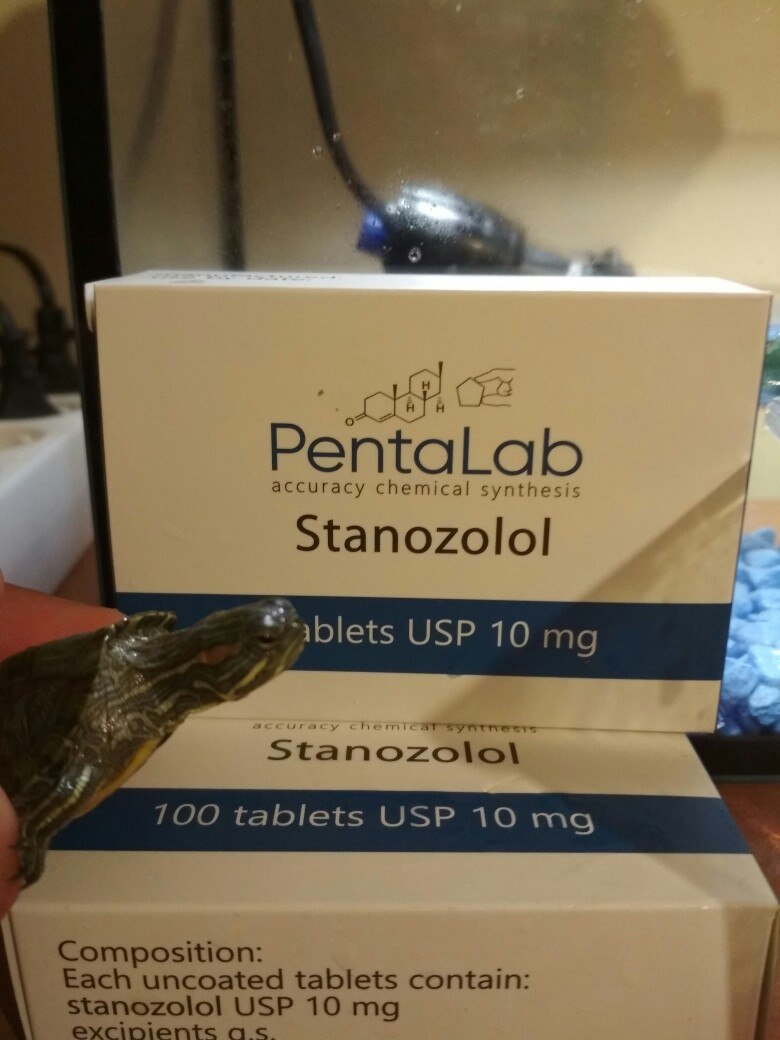 O
H
H
H
PentaLab
accuracy chemical synthesis
Stanozolol
ablets USP 10 mg
accuracy chemical synthesis
Stanozolol
100 tablets USP 10 mg
Composition:
Each uncoated tablets contain:
stanozolol USP 10 mg
excipients q.s.